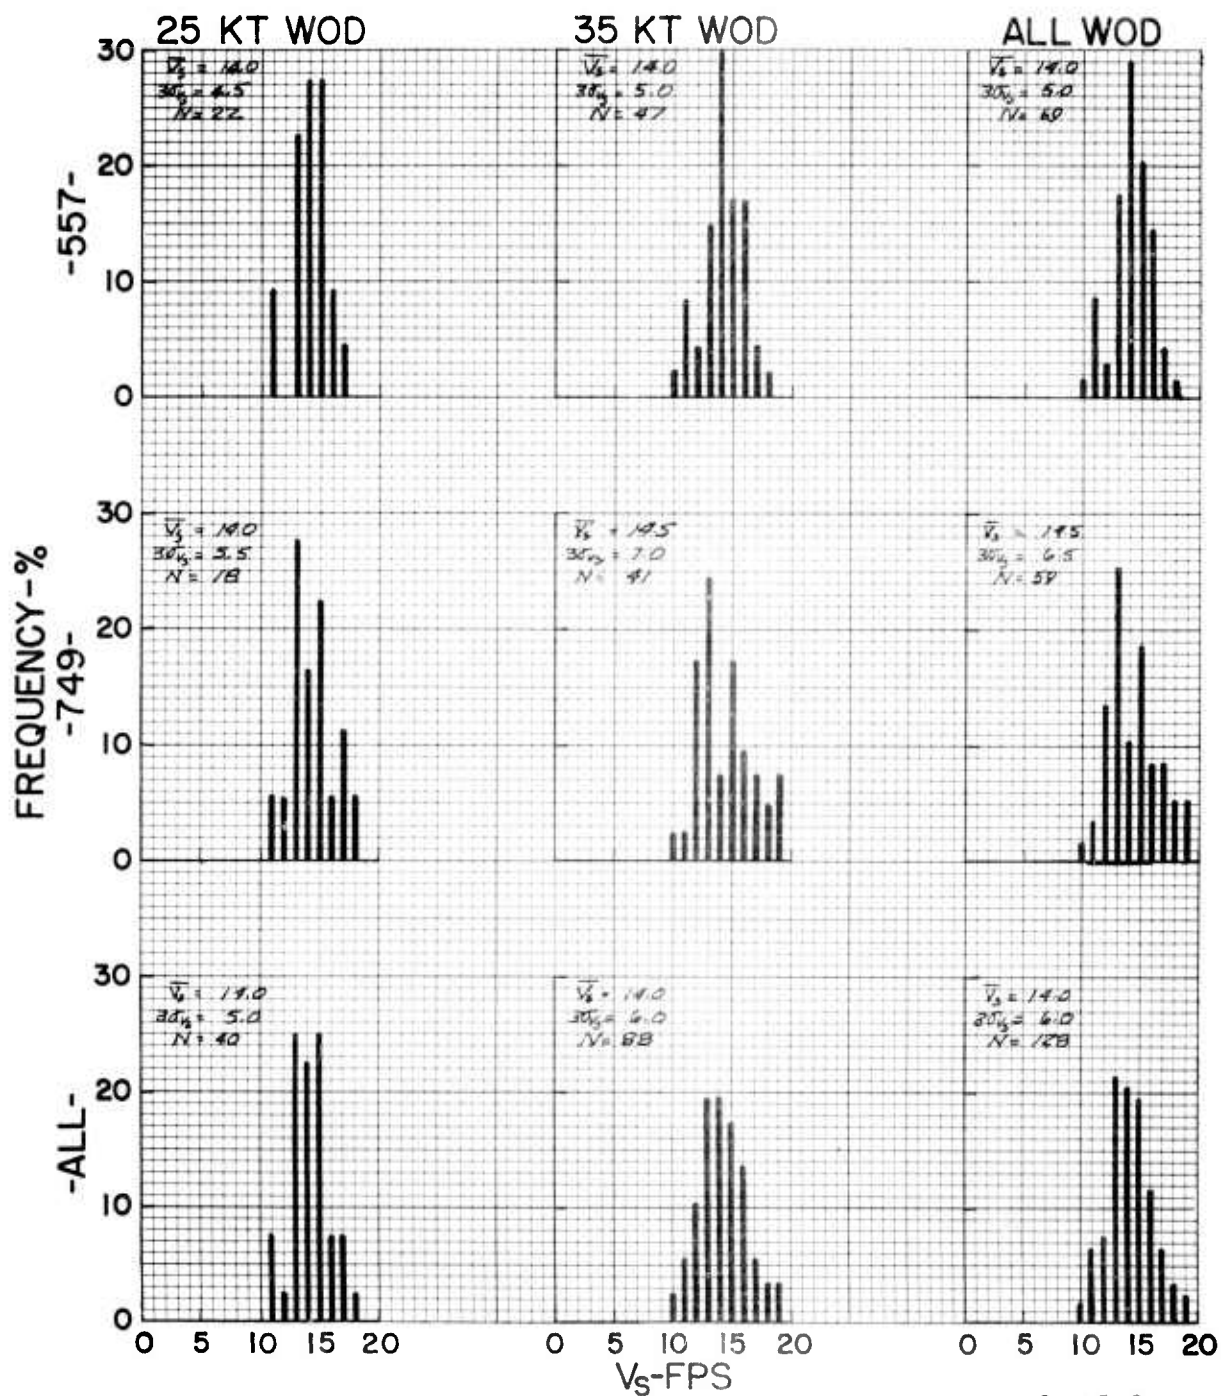 25 KT WOD
35 KT WOD
ALL WOD
30
20
10
0
-557-
V̅s = 14.0
3σVs = 4.5
N = 22
V̅s = 14.0
3σVs = 5.0
N = 47
V̅s = 14.0
3σVs = 5.0
N = 69
FREQUENCY-%
30
20
10
0
-749-
V̅s = 14.0
3σVs = 5.5
N = 18
V̅s = 14.5
3σVs = 7.0
N = 41
V̅s = 14.5
3σVs = 6.5
N = 59
30
20
10
0
-ALL-
V̅s = 14.0
3σVs = 5.0
N = 40
V̅s = 14.0
3σVs = 6.0
N = 88
V̅s = 14.0
3σVs = 6.0
N = 128
0 5 10 15 20
0 5 10 15 20
0 5 10 15 20
Vs-FPS